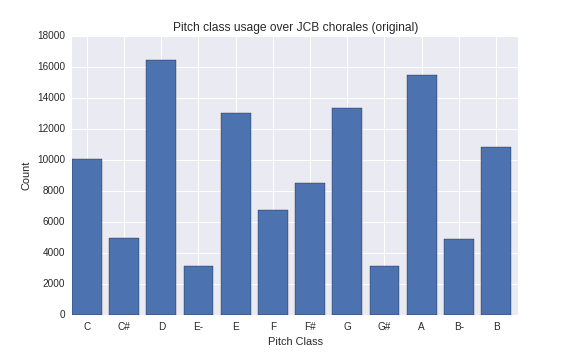 Pitch class usage over JCB chorales (original)
18000
16000
14000
12000
10000
8000
6000
4000
2000
0
Count
C C# D E- E F F# G G# A B- B
Pitch Class